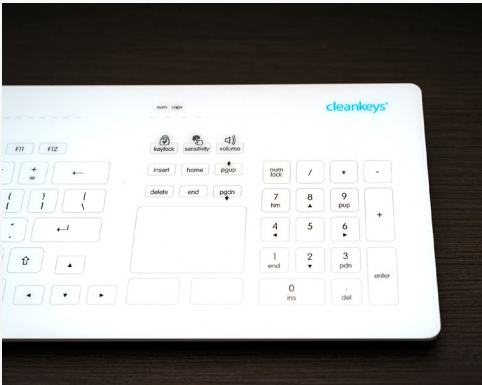 num caps
cleankeys®
keylock sensitivity volume
F11 F12
insert home pgup
num lock / * -
+ =
delete end pgdn
7 hm 8 9 pup
{ [ } ] | \
+
4 5 6
" '
1 end 2 3 pdn
enter
0 ins . del